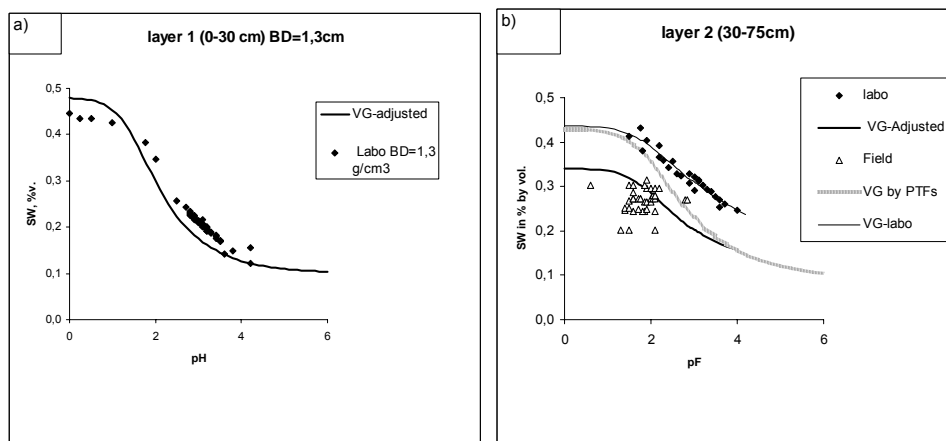 a)
layer 1 (0-30 cm) BD=1,3cm
SW, %v.
0,5
0,4
0,3
0,2
0,1
0,0
0 2 4 6
pH
VG-adjusted
Labo BD=1,3
g/cm3
b)
layer 2 (30-75cm)
SW in % by vol.
0,5
0,4
0,3
0,2
0,1
0,0
0 2 4 6
pF
labo
VG-Adjusted
Field
VG by PTFs
VG-labo